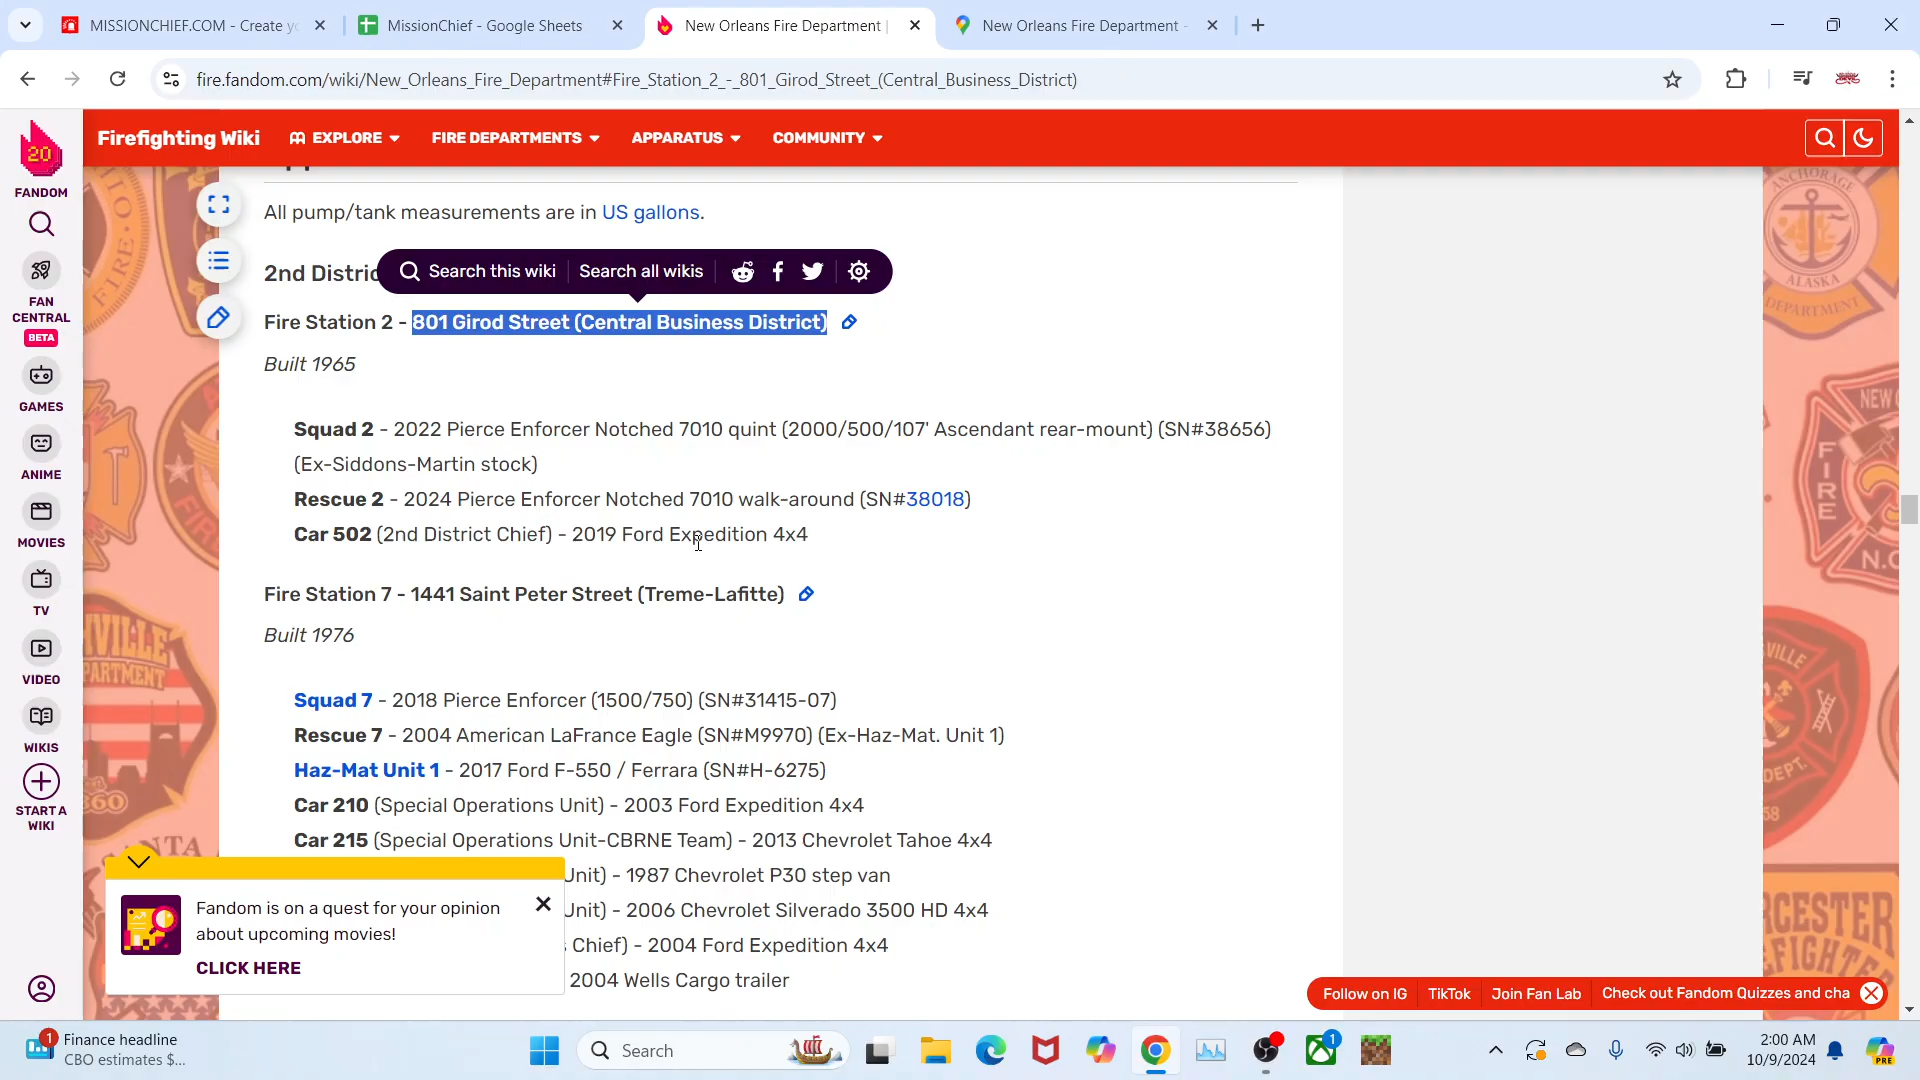 MISSIONCHIEF.COM - Create yo
MissionChief - Google Sheets
New Orleans Fire Department |
New Orleans Fire Department -
fire.fandom.com/wiki/New_Orleans_Fire_Department#Fire_Station_2_-_801_Girod_Street_(Central_Business_District)
Firefighting Wiki
EXPLORE
FIRE DEPARTMENTS
APPARATUS
COMMUNITY
20
FANDOM
FAN
CENTRAL
BETA
GAMES
ANIME
MOVIES
TV
VIDEO
WIKIS
START A
WIKI
All pump/tank measurements are in US gallons.
2nd Distric
Search this wiki
Search all wikis
Fire Station 2 - 801 Girod Street (Central Business District)
Built 1965
Squad 2 - 2022 Pierce Enforcer Notched 7010 quint (2000/500/107' Ascendant rear-mount) (SN#38656)
(Ex-Siddons-Martin stock)
Rescue 2 - 2024 Pierce Enforcer Notched 7010 walk-around (SN#38018)
Car 502 (2nd District Chief) - 2019 Ford Expedition 4x4
Fire Station 7 - 1441 Saint Peter Street (Treme-Lafitte)
Built 1976
Squad 7 - 2018 Pierce Enforcer (1500/750) (SN#31415-07)
Rescue 7 - 2004 American LaFrance Eagle (SN#M9970) (Ex-Haz-Mat. Unit 1)
Haz-Mat Unit 1 - 2017 Ford F-550 / Ferrara (SN#H-6275)
Car 210 (Special Operations Unit) - 2003 Ford Expedition 4x4
Car 215 (Special Operations Unit-CBRNE Team) - 2013 Chevrolet Tahoe 4x4
Unit) - 1987 Chevrolet P30 step van
Unit) - 2006 Chevrolet Silverado 3500 HD 4x4
Chief) - 2004 Ford Expedition 4x4
2004 Wells Cargo trailer
Fandom is on a quest for your opinion
about upcoming movies!
CLICK HERE
Follow on IG
TikTok
Join Fan Lab
Check out Fandom Quizzes and cha
ANCHORAGE
ALASKA
DEPARTMENT
FIRE
N.C
DEPT.
WORCESTER
FIREFIGHTER
1
Finance headline
CBO estimates $...
Search
1
2:00 AM
10/9/2024
PRE